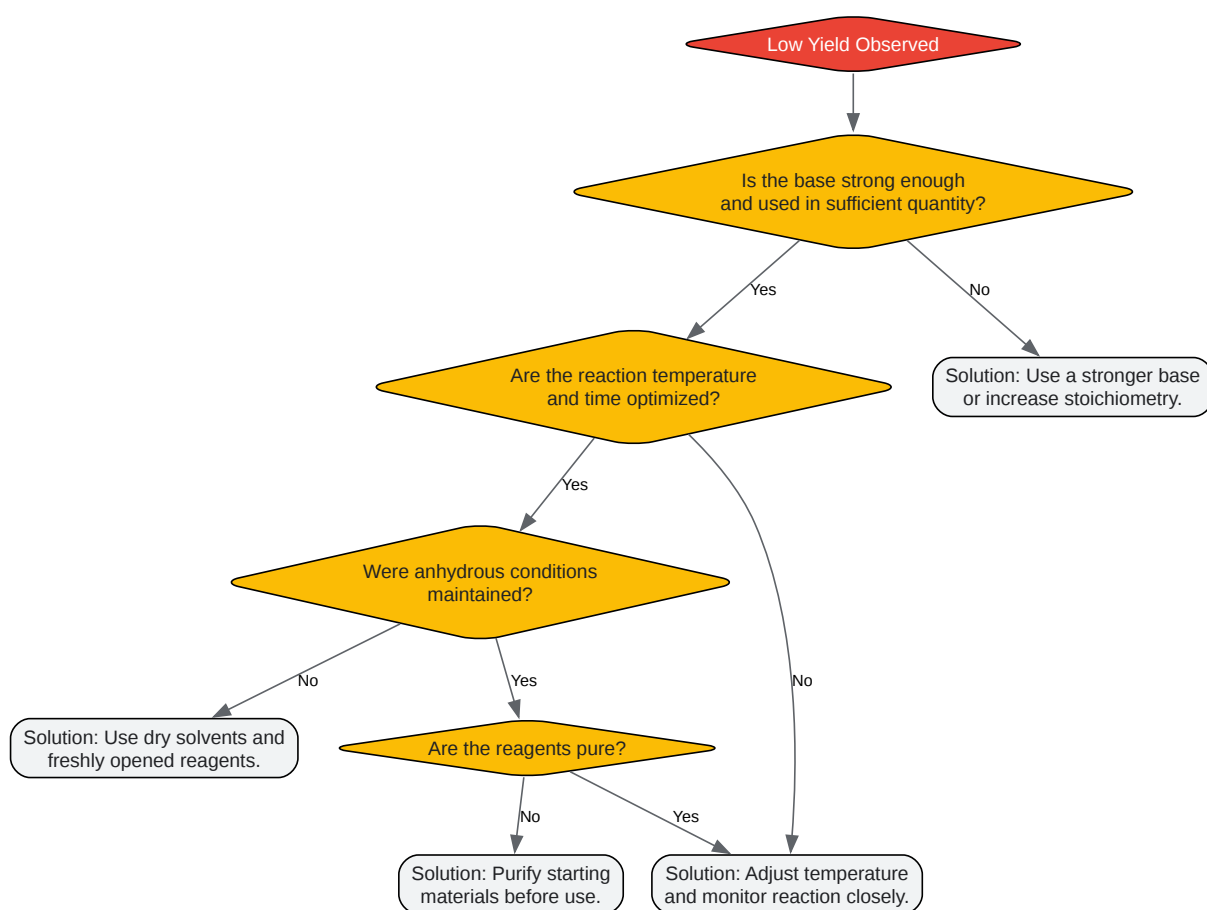 Low Yield Observed
Is the base strong enough
and used in sufficient quantity?
Yes
No
Are the reaction temperature
and time optimized?
Solution: Use a stronger base
or increase stoichiometry.
Yes
No
Were anhydrous conditions
maintained?
No
Yes
Solution: Use dry solvents and
freshly opened reagents.
Are the reagents pure?
No
Yes
Solution: Purify starting
materials before use.
Solution: Adjust temperature
and monitor reaction closely.